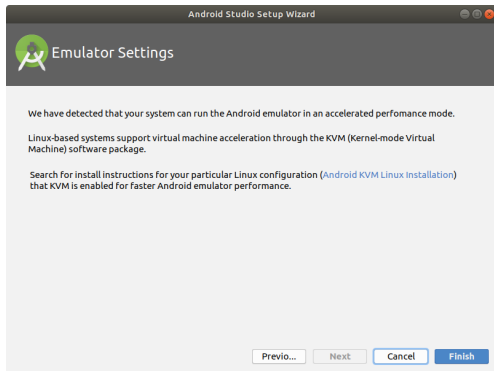 Android Studio Setup Wizard
Emulator Settings
We have detected that your system can run the Android emulator in an accelerated perfomance mode.
Linux-based systems support virtual machine acceleration through the KVM (Kernel-mode Virtual
Machine) software package.
Search for install instructions for your particular Linux configuration (Android KVM Linux Installation)
that KVM is enabled for faster Android emulator performance.
Previo... Next Cancel Finish